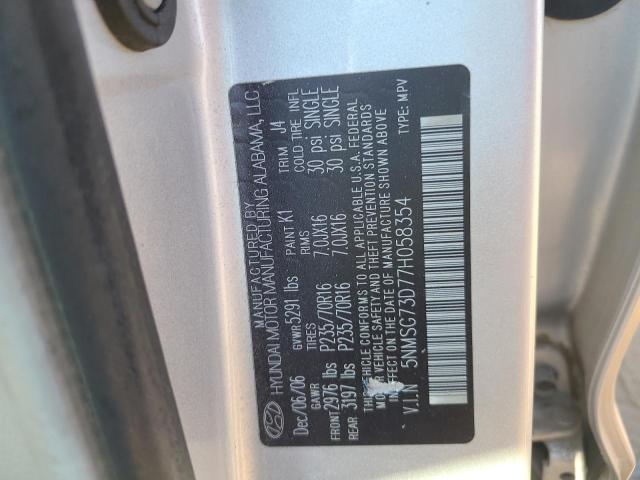 MANUFACTURED BY
HYUNDAI MOTOR MANUFACTURING ALABAMA, LLC
Dec/06/06 GVWR 5291 lbs PAINT K1 TRIM J4
GAWR TIRES RIMS COLD TIRE INFL
FRONT 2976 lbs P235/70R16 7.0JX16 30 psi SINGLE
REAR 3197 lbs P235/70R16 7.0JX16 30 psi SINGLE
THIS VEHICLE CONFORMS TO ALL APPLICABLE U.S.A. FEDERAL
MOTOR VEHICLE SAFETY AND THEFT PREVENTION STANDARDS
IN EFFECT ON THE DATE OF MANUFACTURE SHOWN ABOVE
V.I.N 5NMSG73D77H058354 TYPE: MPV